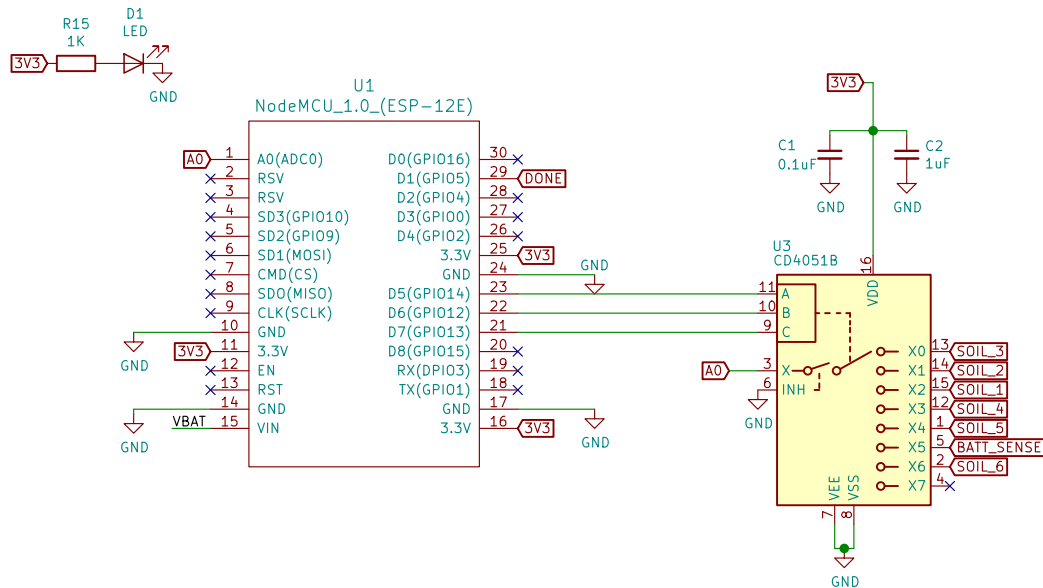 R15
1K
D1
LED
3V3
GND
U1
NodeMCU_1.0_(ESP-12E)
A0 1 A0(ADC0)
2 RSV
3 RSV
4 SD3(GPIO10)
5 SD2(GPIO9)
6 SD1(MOSI)
7 CMD(CS)
8 SDO(MISO)
9 CLK(SCLK)
10 GND
GND
3V3 11 3.3V
12 EN
13 RST
14 GND
GND
VBAT 15 VIN
D0(GPIO16) 30
D1(GPIO5) 29 DONE
D2(GPIO4) 28
D3(GPIO0) 27
D4(GPIO2) 26
3.3V 25 3V3
GND 24 GND
D5(GPIO14) 23
D6(GPIO12) 22
D7(GPIO13) 21
D8(GPIO15) 20
RX(DPIO3) 19
TX(GPIO1) 18
GND 17
GND
3.3V 16 3V3
3V3
C1
0.1uF
GND
C2
1uF
GND
U3
CD4051B
16
VDD
11 A
10 B
9 C
A0 3 X
6 INH
GND
X0 13 SOIL_3
X1 14 SOIL_2
X2 15 SOIL_1
X3 12 SOIL_4
X4 1 SOIL_5
X5 5 BATT_SENSE
X6 2 SOIL_6
X7 4
VEE VSS
7 8
GND